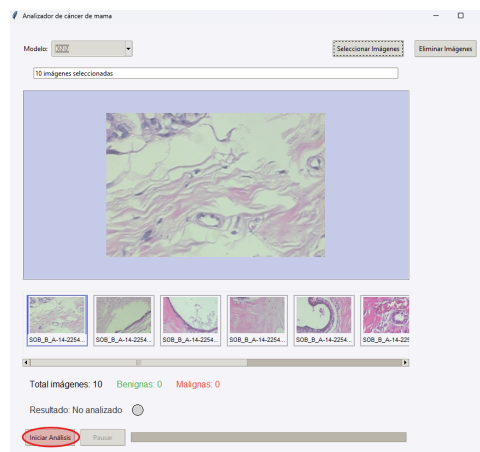 Analizador de cáncer de mama
Modelo: KNN
Seleccionar Imágenes
Eliminar Imágenes
10 imágenes seleccionadas
SOB_B_A-14-2254... SOB_B_A-14-2254... SOB_B_A-14-2254... SOB_B_A-14-2254... SOB_B_A-14-2254... SOB_B_A-14-225
Total imágenes: 10 Benignas: 0 Malignas: 0
Resultado: No analizado
Iniciar Análisis Pausar